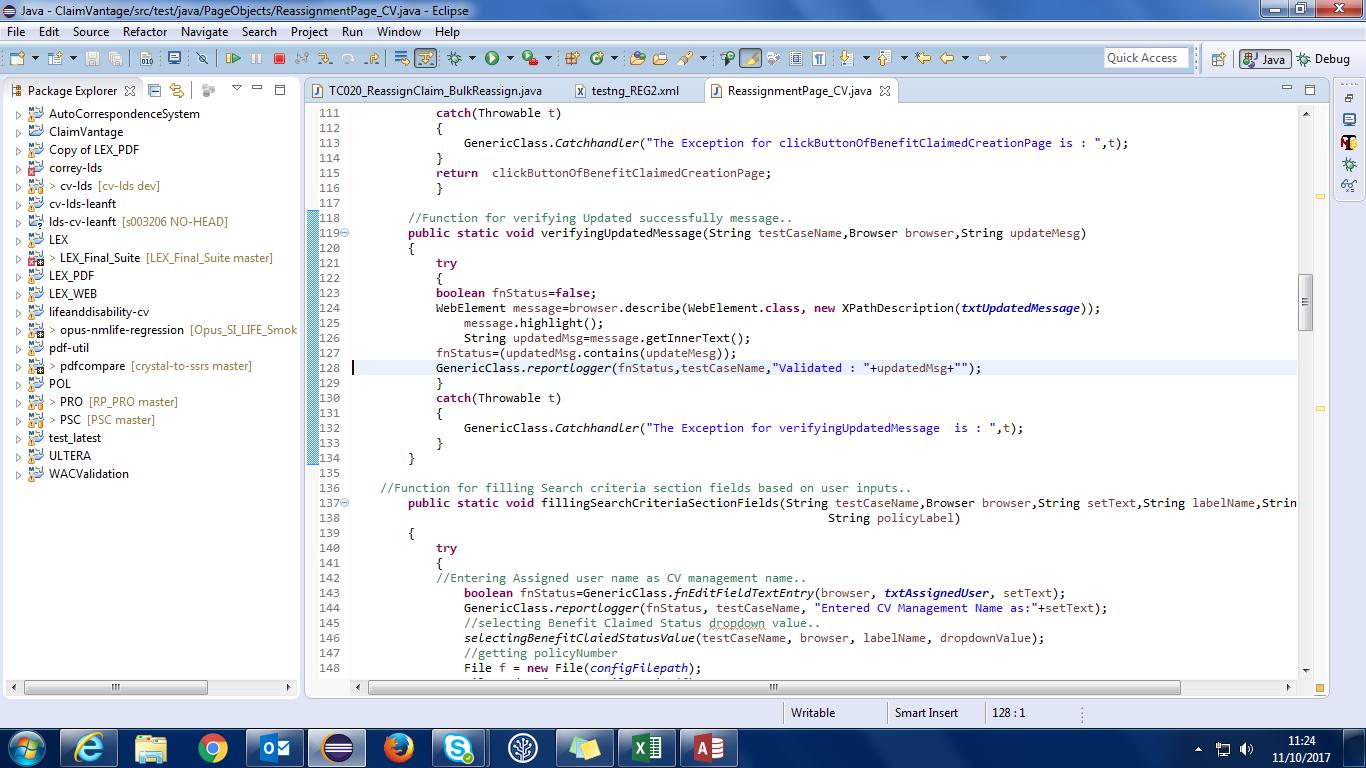 Java - ClaimVantage/src/test/java/PageObjects/ReassignmentPage_CV.java - Eclipse
File Edit Source Refactor Navigate Search Project Run Window Help
Quick Access
Java
Debug
Package Explorer
TC020_ReassignClaim_BulkReassign.java
testng_REG2.xml
ReassignmentPage_CV.java
AutoCorrespondenceSystem
ClaimVantage
Copy of LEX_PDF
correy-lds
> cv-lds [cv-lds dev]
cv-lds-leanft
lds-cv-leanft [s003206 NO-HEAD]
LEX
> LEX_Final_Suite [LEX_Final_Suite master]
LEX_PDF
LEX_WEB
lifeanddisability-cv
> opus-nmlife-regression [Opus_SI_LIFE_Smok
pdf-util
> pdfcompare [crystal-to-ssrs master]
POL
> PRO [RP_PRO master]
> PSC [PSC master]
test_latest
ULTERA
WACValidation
111 catch(Throwable t)
112 {
113 GenericClass.Catchhandler("The Exception for clickButtonOfBenefitClaimedCreationPage is : ",t);
114 }
115 return clickButtonOfBenefitClaimedCreationPage;
116 }
117
118 //Function for verifying Updated successfully message..
119 public static void verifyingUpdatedMessage(String testCaseName,Browser browser,String updateMesg)
120 {
121 try
122 {
123 boolean fnStatus=false;
124 WebElement message=browser.describe(WebElement.class, new XPathDescription(txtUpdatedMessage));
125 message.highlight();
126 String updatedMsg=message.getInnerText();
127 fnStatus=(updatedMsg.contains(updateMesg));
128 GenericClass.reportlogger(fnStatus,testCaseName,"Validated : "+updatedMsg+"");
129 }
130 catch(Throwable t)
131 {
132 GenericClass.Catchhandler("The Exception for verifyingUpdatedMessage  is : ",t);
133 }
134 }
135
136 //Function for filling Search criteria section fields based on user inputs..
137 public static void fillingSearchCriteriaSectionFields(String testCaseName,Browser browser,String setText,String labelName,Strin
138 String policyLabel)
139 {
140 try
141 {
142 //Entering Assigned user name as CV management name..
143 boolean fnStatus=GenericClass.fnEditFieldTextEntry(browser, txtAssignedUser, setText);
144 GenericClass.reportlogger(fnStatus, testCaseName, "Entered CV Management Name as:"+setText);
145 //selecting Benefit Claimed Status dropdown value..
146 selectingBenefitClaiedStatusValue(testCaseName, browser, labelName, dropdownValue);
147 //getting policyNumber
148 File f = new File(configFilepath);
Writable
Smart Insert
128 : 1
11:24
11/10/2017